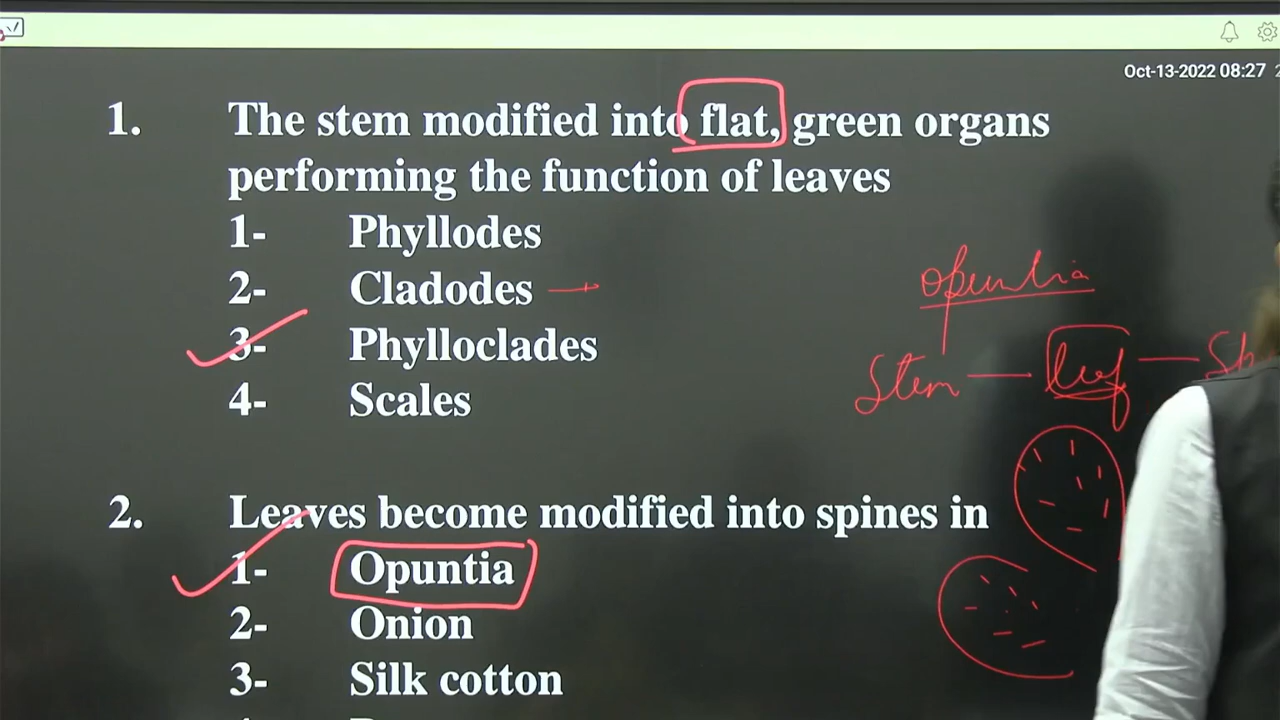 Oct-13-2022 08:27
1. The stem modified into flat, green organs
performing the function of leaves
1- Phyllodes
2- Cladodes
3- Phylloclades
4- Scales
opuntia
Stem — leef —
2. Leaves become modified into spines in
1- Opuntia
2- Onion
3- Silk cotton